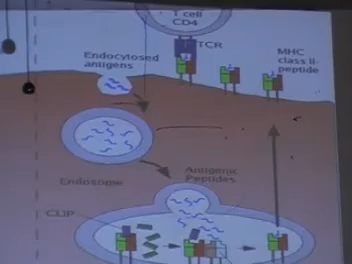 T cell
CD4
TCR
Endocytosed
antigens
MHC
class II-
peptide
Endosome
Antigenic
Peptides
CLIP